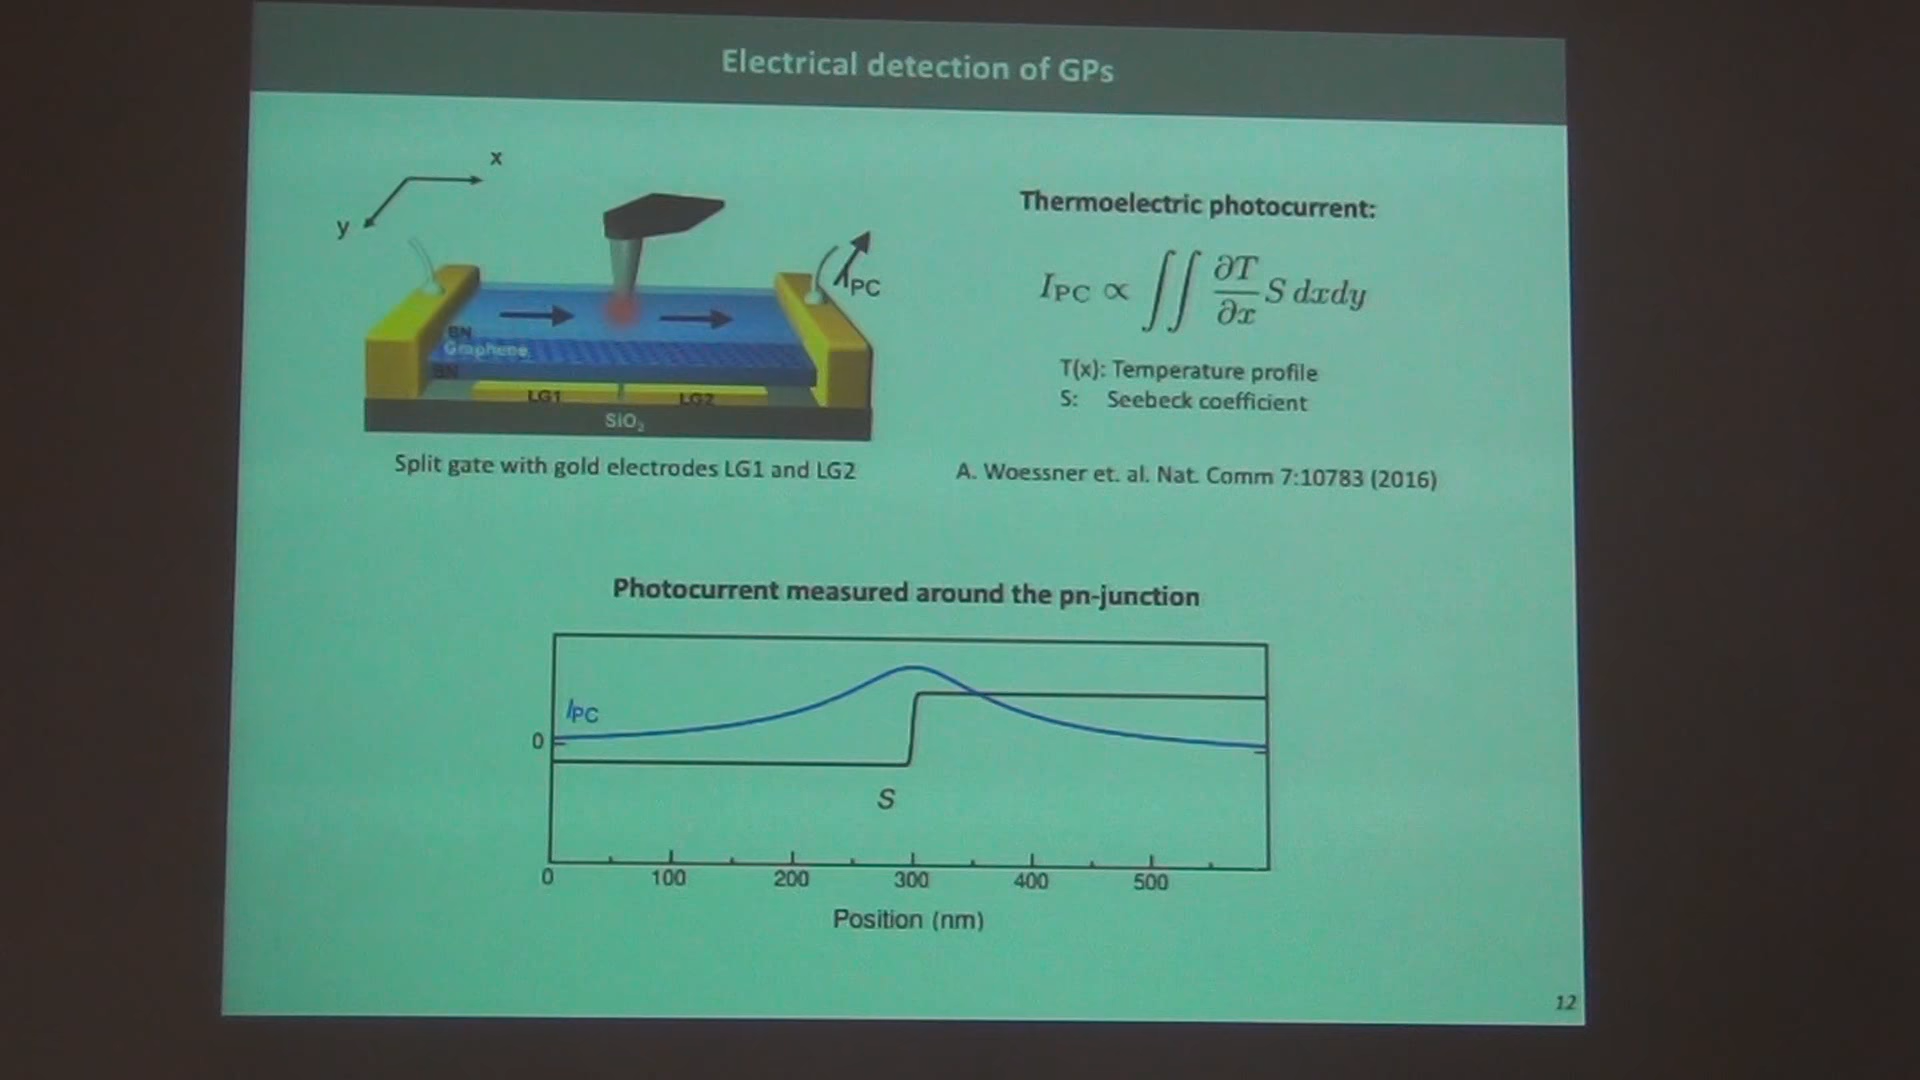 Electrical detection of GPs
x
y
I PC
BN
Graphene
BN
LG1 LG2
SiO₂
Split gate with gold electrodes LG1 and LG2
Thermoelectric photocurrent:
I_PC ∝ ∬ ∂T/∂x S dxdy
T(x): Temperature profile
S: Seebeck coefficient
A. Woessner et. al. Nat. Comm 7:10783 (2016)
Photocurrent measured around the pn-junction
I PC
0
S
0 100 200 300 400 500
Position (nm)
12